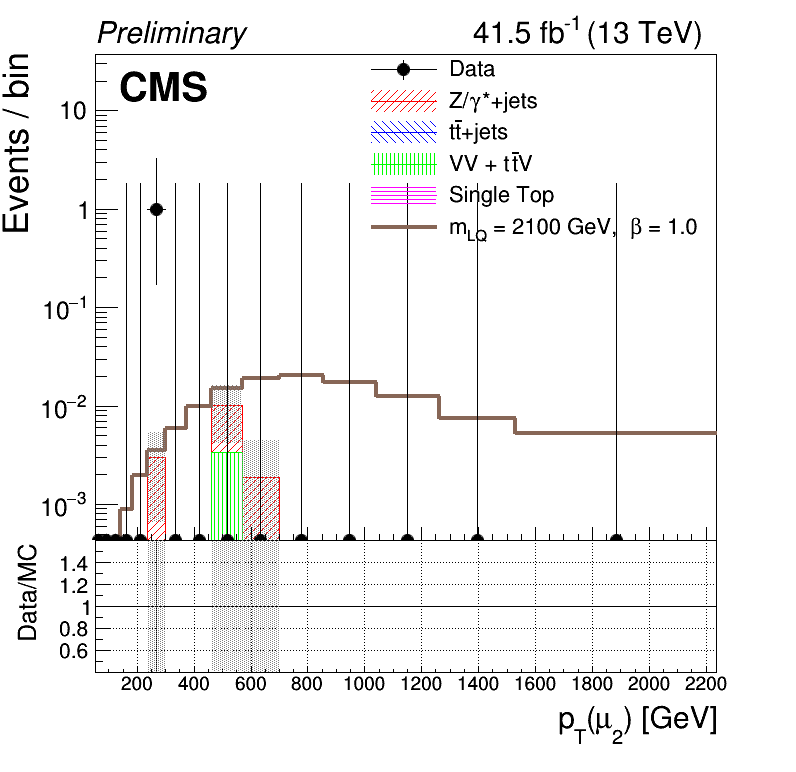 Preliminary 41.5 fb⁻¹ (13 TeV)
CMS
Data
Z/γ*+jets
tt̄+jets
VV + tt̄V
Single Top
m_LQ = 2100 GeV, β = 1.0
Events / bin
10
1
10⁻¹
10⁻²
10⁻³
Data/MC
1.4
1.2
1
0.8
0.6
200 400 600 800 1000 1200 1400 1600 1800 2000 2200
p_T(μ₂) [GeV]